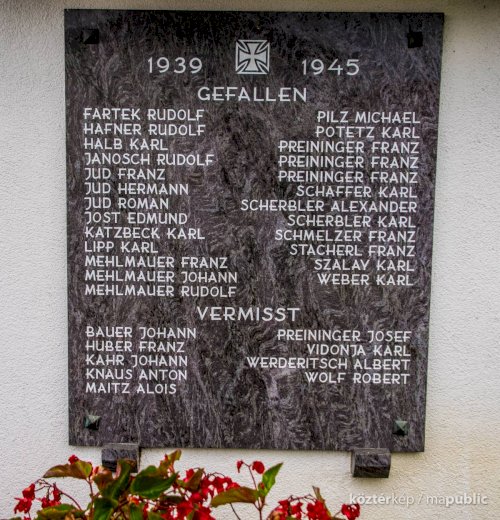 1939 1945
GEFALLEN
FARTEK RUDOLF
HAFNER RUDOLF
HALB KARL
JANOSCH RUDOLF
JUD FRANZ
JUD HERMANN
JUD ROMAN
JOST EDMUND
KATZBECK KARL
LIPP KARL
MEHLMAUER FRANZ
MEHLMAUER JOHANN
MEHLMAUER RUDOLF
PILZ MICHAEL
POTETZ KARL
PREININGER FRANZ
PREININGER FRANZ
PREININGER FRANZ
SCHAFFER KARL
SCHERBLER ALEXANDER
SCHERBLER KARL
SCHMELZER FRANZ
STACHERL FRANZ
SZALAY KARL
WEBER KARL
VERMISST
BAUER JOHANN
HUBER FRANZ
KAHR JOHANN
KNAUS ANTON
MAITZ ALOIS
PREININGER JOSEF
VIDONJA KARL
WERDERITSCH ALBERT
WOLF ROBERT
köztérkép / mapublic